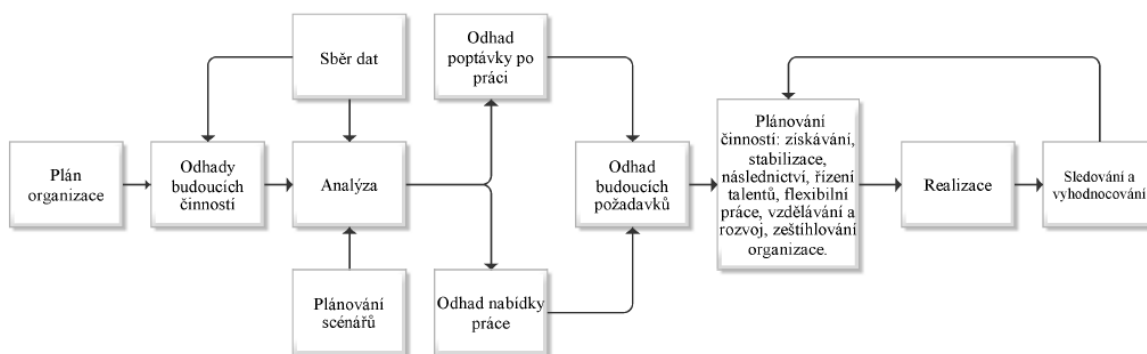 Plán
organizace
Odhady
budoucích
činností
Sběr dat
Analýza
Plánování
scénářů
Odhad
poptávky po
práci
Odhad nabídky
práce
Odhad
budoucích
požadavků
Plánování
činností: získávání,
stabilizace,
následnictví, řízení
talentů, flexibilní
práce, vzdělávání a
rozvoj, zeštíhlování
organizace.
Realizace
Sledování a
vyhodnocování